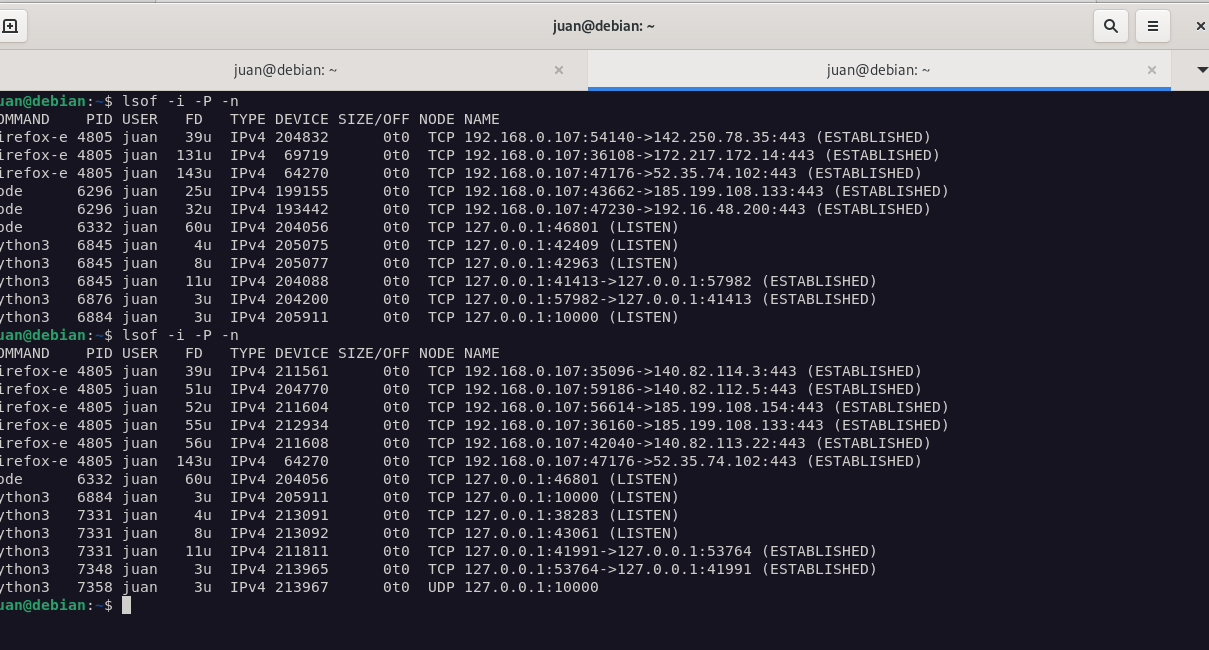 juan@debian: ~
juan@debian: ~ × juan@debian: ~ ×
uan@debian:~$ lsof -i -P -n
OMMAND PID USER FD TYPE DEVICE SIZE/OFF NODE NAME
irefox-e 4805 juan 39u IPv4 204832 0t0 TCP 192.168.0.107:54140->142.250.78.35:443 (ESTABLISHED)
irefox-e 4805 juan 131u IPv4 69719 0t0 TCP 192.168.0.107:36108->172.217.172.14:443 (ESTABLISHED)
irefox-e 4805 juan 143u IPv4 64270 0t0 TCP 192.168.0.107:47176->52.35.74.102:443 (ESTABLISHED)
ode 6296 juan 25u IPv4 199155 0t0 TCP 192.168.0.107:43662->185.199.108.133:443 (ESTABLISHED)
ode 6296 juan 32u IPv4 193442 0t0 TCP 192.168.0.107:47230->192.16.48.200:443 (ESTABLISHED)
ode 6332 juan 60u IPv4 204056 0t0 TCP 127.0.0.1:46801 (LISTEN)
ython3 6845 juan 4u IPv4 205075 0t0 TCP 127.0.0.1:42409 (LISTEN)
ython3 6845 juan 8u IPv4 205077 0t0 TCP 127.0.0.1:42963 (LISTEN)
ython3 6845 juan 11u IPv4 204088 0t0 TCP 127.0.0.1:41413->127.0.0.1:57982 (ESTABLISHED)
ython3 6876 juan 3u IPv4 204200 0t0 TCP 127.0.0.1:57982->127.0.0.1:41413 (ESTABLISHED)
ython3 6884 juan 3u IPv4 205911 0t0 TCP 127.0.0.1:10000 (LISTEN)
uan@debian:~$ lsof -i -P -n
OMMAND PID USER FD TYPE DEVICE SIZE/OFF NODE NAME
irefox-e 4805 juan 39u IPv4 211561 0t0 TCP 192.168.0.107:35096->140.82.114.3:443 (ESTABLISHED)
irefox-e 4805 juan 51u IPv4 204770 0t0 TCP 192.168.0.107:59186->140.82.112.5:443 (ESTABLISHED)
irefox-e 4805 juan 52u IPv4 211604 0t0 TCP 192.168.0.107:56614->185.199.108.154:443 (ESTABLISHED)
irefox-e 4805 juan 55u IPv4 212934 0t0 TCP 192.168.0.107:36160->185.199.108.133:443 (ESTABLISHED)
irefox-e 4805 juan 56u IPv4 211608 0t0 TCP 192.168.0.107:42040->140.82.113.22:443 (ESTABLISHED)
irefox-e 4805 juan 143u IPv4 64270 0t0 TCP 192.168.0.107:47176->52.35.74.102:443 (ESTABLISHED)
ode 6332 juan 60u IPv4 204056 0t0 TCP 127.0.0.1:46801 (LISTEN)
ython3 6884 juan 3u IPv4 205911 0t0 TCP 127.0.0.1:10000 (LISTEN)
ython3 7331 juan 4u IPv4 213091 0t0 TCP 127.0.0.1:38283 (LISTEN)
ython3 7331 juan 8u IPv4 213092 0t0 TCP 127.0.0.1:43061 (LISTEN)
ython3 7331 juan 11u IPv4 211811 0t0 TCP 127.0.0.1:41991->127.0.0.1:53764 (ESTABLISHED)
ython3 7348 juan 3u IPv4 213965 0t0 TCP 127.0.0.1:53764->127.0.0.1:41991 (ESTABLISHED)
ython3 7358 juan 3u IPv4 213967 0t0 UDP 127.0.0.1:10000
uan@debian:~$